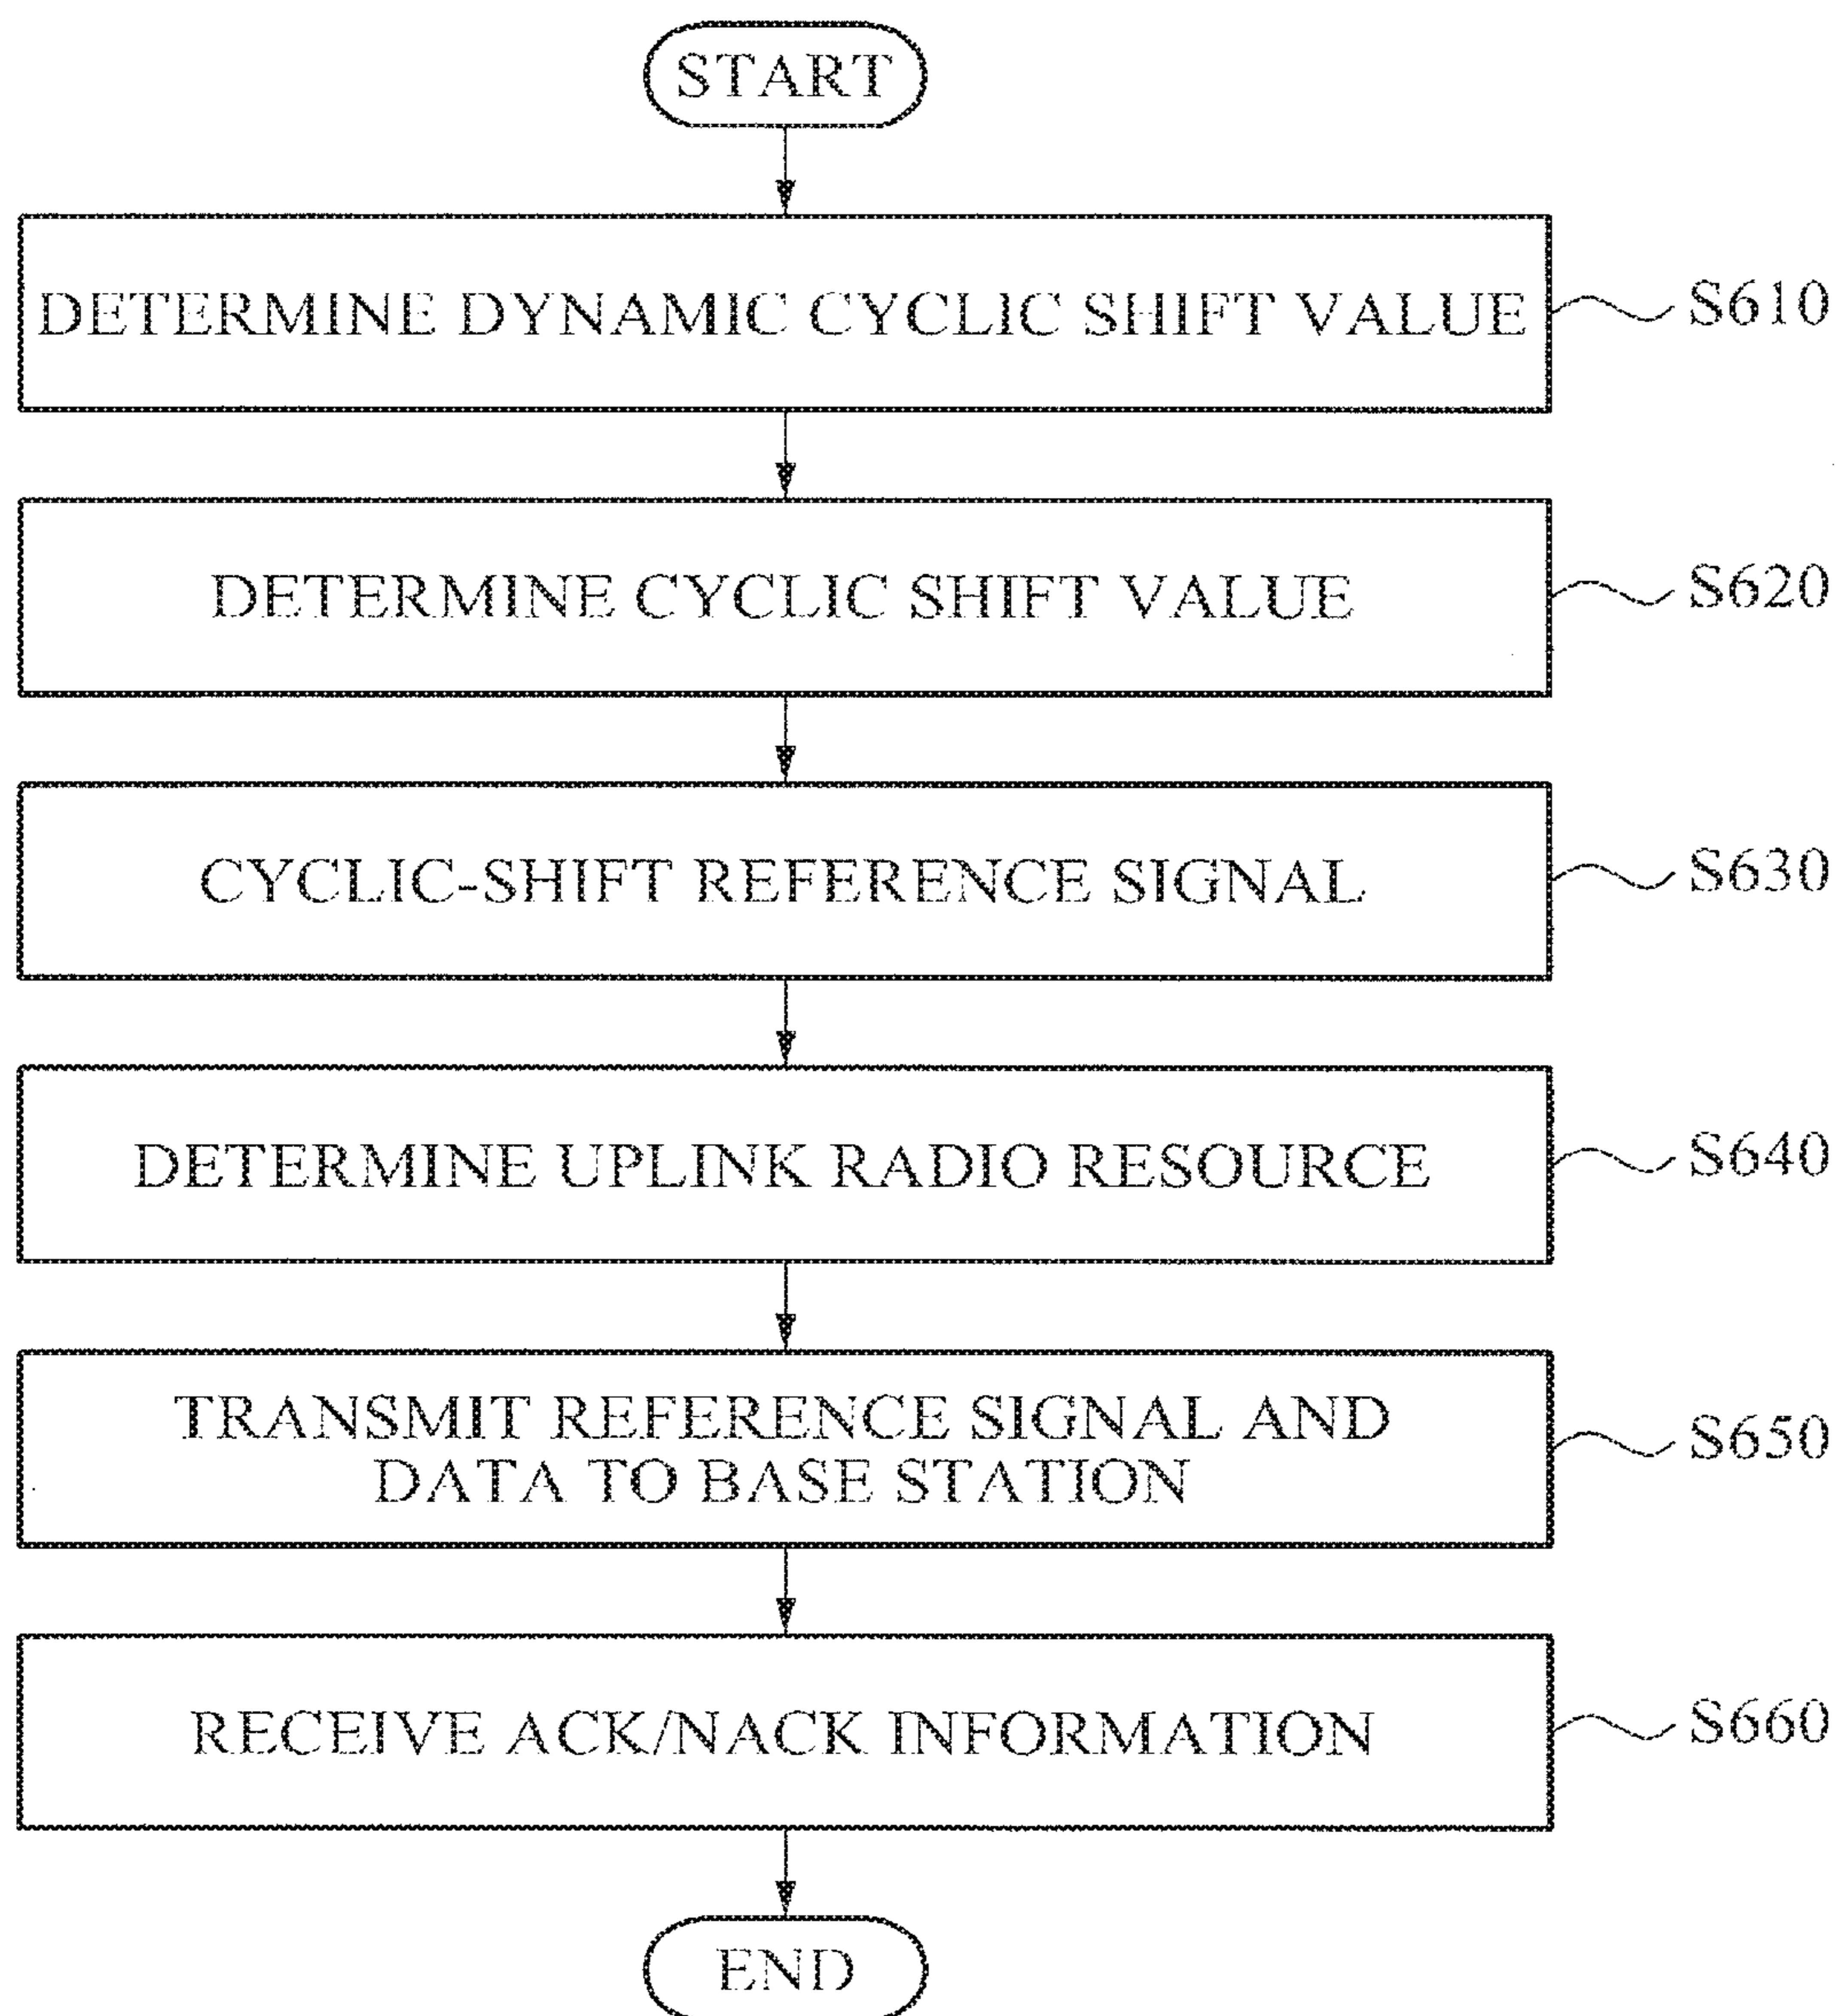 START
DETERMINE DYNAMIC CYCLIC SHIFT VALUE
S610
DETERMINE CYCLIC SHIFT VALUE
S620
CYCLIC-SHIFT REFERENCE SIGNAL
S630
DETERMINE UPLINK RADIO RESOURCE
S640
TRANSMIT REFERENCE SIGNAL AND
DATA TO BASE STATION
S650
RECEIVE ACK/NACK INFORMATION
S660
END